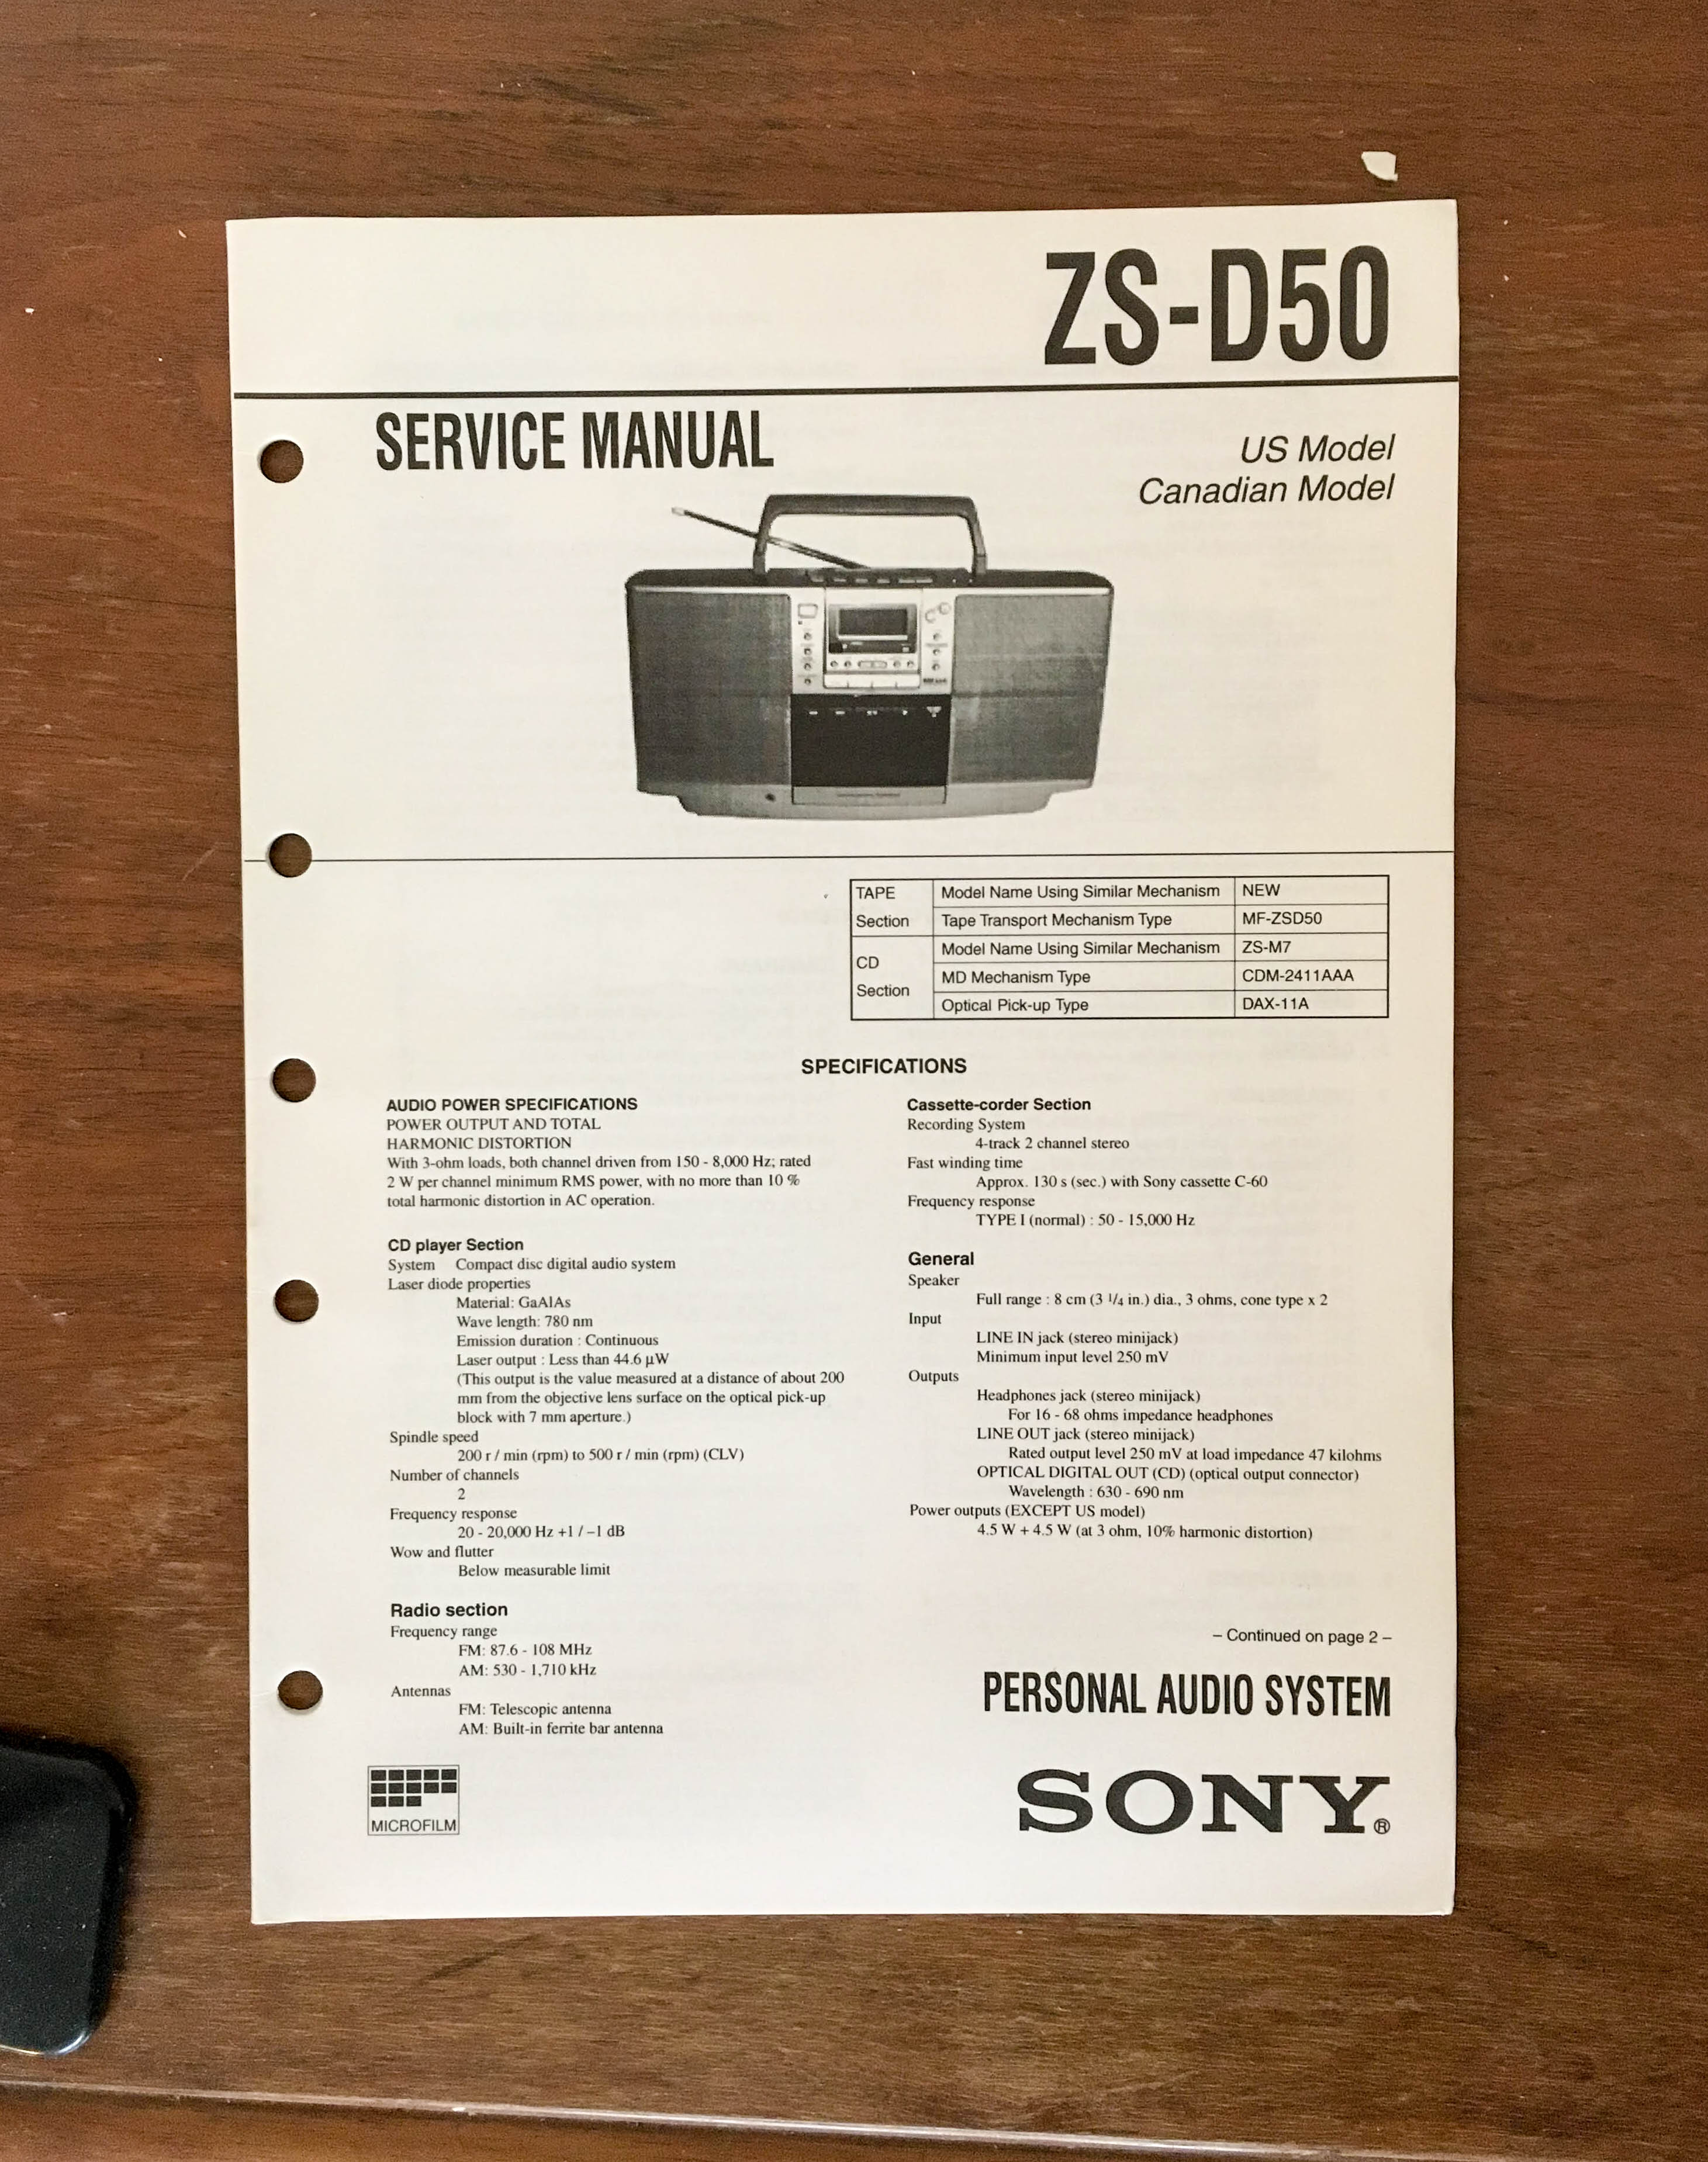 ZS-D50
SERVICE MANUAL
US Model
Canadian Model
TAPE Section
Model Name Using Similar Mechanism NEW
Tape Transport Mechanism Type MF-ZSD50
CD Section
Model Name Using Similar Mechanism ZS-M7
MD Mechanism Type CDM-2411AAA
Optical Pick-up Type DAX-11A
SPECIFICATIONS
AUDIO POWER SPECIFICATIONS
POWER OUTPUT AND TOTAL
HARMONIC DISTORTION
With 3-ohm loads, both channel driven from 150 - 8,000 Hz; rated
2 W per channel minimum RMS power, with no more than 10 %
total harmonic distortion in AC operation.
CD player Section
System Compact disc digital audio system
Laser diode properties
Material: GaAlAs
Wave length: 780 nm
Emission duration : Continuous
Laser output : Less than 44.6 µW
(This output is the value measured at a distance of about 200
mm from the objective lens surface on the optical pick-up
block with 7 mm aperture.)
Spindle speed
200 r / min (rpm) to 500 r / min (rpm) (CLV)
Number of channels
2
Frequency response
20 - 20,000 Hz +1 / –1 dB
Wow and flutter
Below measurable limit
Radio section
Frequency range
FM: 87.6 - 108 MHz
AM: 530 - 1,710 kHz
Antennas
FM: Telescopic antenna
AM: Built-in ferrite bar antenna
Cassette-corder Section
Recording System
4-track 2 channel stereo
Fast winding time
Approx. 130 s (sec.) with Sony cassette C-60
Frequency response
TYPE I (normal) : 50 - 15,000 Hz
General
Speaker
Full range : 8 cm (3 1/4 in.) dia., 3 ohms, cone type x 2
Input
LINE IN jack (stereo minijack)
Minimum input level 250 mV
Outputs
Headphones jack (stereo minijack)
For 16 - 68 ohms impedance headphones
LINE OUT jack (stereo minijack)
Rated output level 250 mV at load impedance 47 kilohms
OPTICAL DIGITAL OUT (CD) (optical output connector)
Wavelength : 630 - 690 nm
Power outputs (EXCEPT US model)
4.5 W + 4.5 W (at 3 ohm, 10% harmonic distortion)
– Continued on page 2 –
PERSONAL AUDIO SYSTEM
MICROFILM
SONY®